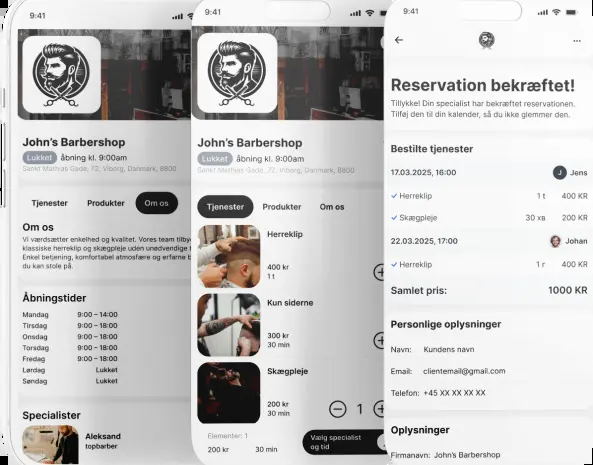 9:41
John's Barbershop
Lukket åbning kl. 9:00am
Sankt Mathias Gade, 72, Viborg, Danmark, 8800
Tjenester Produkter Om os
Om os
Vi værdsætter enkelhed og kvalitet. Vores team tilby
klassiske herreklip og skægpleje uden unødvendige t
Enkel betjening, komfortabel atmosfære og erfarne b
du kan stole på.
Åbningstider
Mandag 9:00 – 14:00
Tirsdag 9:00 – 18:00
Onsdag 9:00 – 18:00
Torsdag 9:00 – 18:00
Fredag 9:00 – 18:00
Lørdag Lukket
Søndag Lukket
Specialister
Aleksand
topbarber
9:41
John's Barbershop
Lukket åbning kl. 9:00am
Sankt Mathias Gade, 72, Viborg, Danmark, 8800
Tjenester Produkter Om os
Herreklip
400 kr
1 t
Kun siderne
300 kr
30 min
Skægpleje
200 kr
30 min
1
Elementer: 1
200 kr 30 min
Vælg specialist
og tid
9:41
Reservation bekræftet!
Tillykke! Din specialist har bekræftet reservationen.
Tilføj den til din kalender, så du ikke glemmer den.
Bestilte tjenester
17.03.2025, 16:00 J Jens
Herreklip 1 t 400 KR
Skægpleje 30 хв 200 KR
22.03.2025, 17:00 Johan
Herreklip 1 г 400 KR
Samlet pris: 1000 KR
Personlige oplysninger
Navn: Kundens navn
Email: clientemail@gmail.com
Telefon: +45 XX XX XX XX
Oplysninger
Firmanavn: John's Barbershop